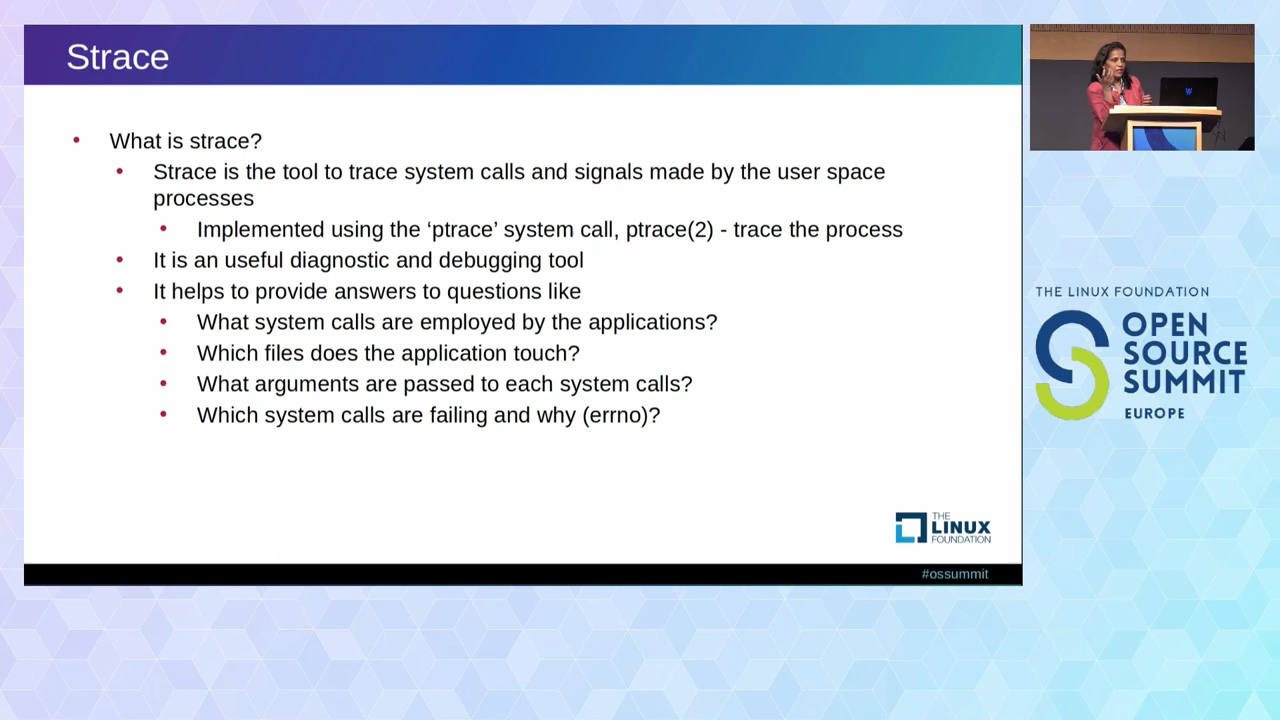 Strace
• What is strace?
• Strace is the tool to trace system calls and signals made by the user space
processes
• Implemented using the ‘ptrace’ system call, ptrace(2) - trace the process
• It is an useful diagnostic and debugging tool
• It helps to provide answers to questions like
• What system calls are employed by the applications?
• Which files does the application touch?
• What arguments are passed to each system calls?
• Which system calls are failing and why (errno)?
THE
LINUX
FOUNDATION
#ossummit
THE LINUX FOUNDATION
OPEN
SOURCE
SUMMIT
EUROPE